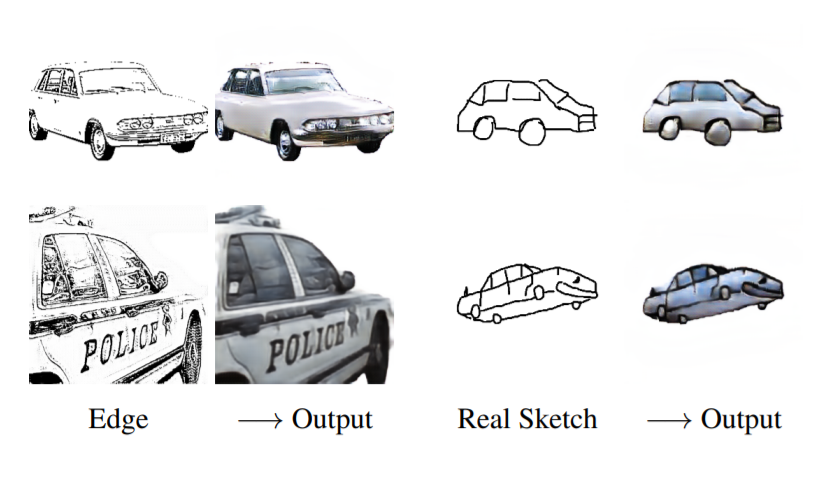 POLICE
POLICE
Edge
⟶ Output
Real Sketch
⟶ Output